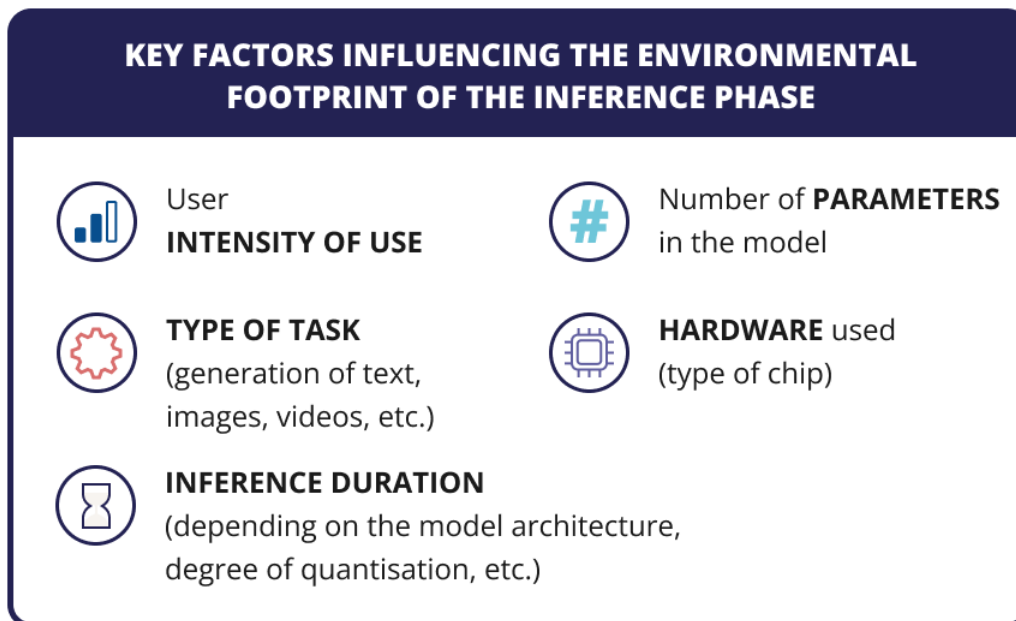 KEY FACTORS INFLUENCING THE ENVIRONMENTAL
FOOTPRINT OF THE INFERENCE PHASE
User
INTENSITY OF USE
Number of PARAMETERS
in the model
TYPE OF TASK
(generation of text,
images, videos, etc.)
HARDWARE used
(type of chip)
INFERENCE DURATION
(depending on the model architecture,
degree of quantisation, etc.)